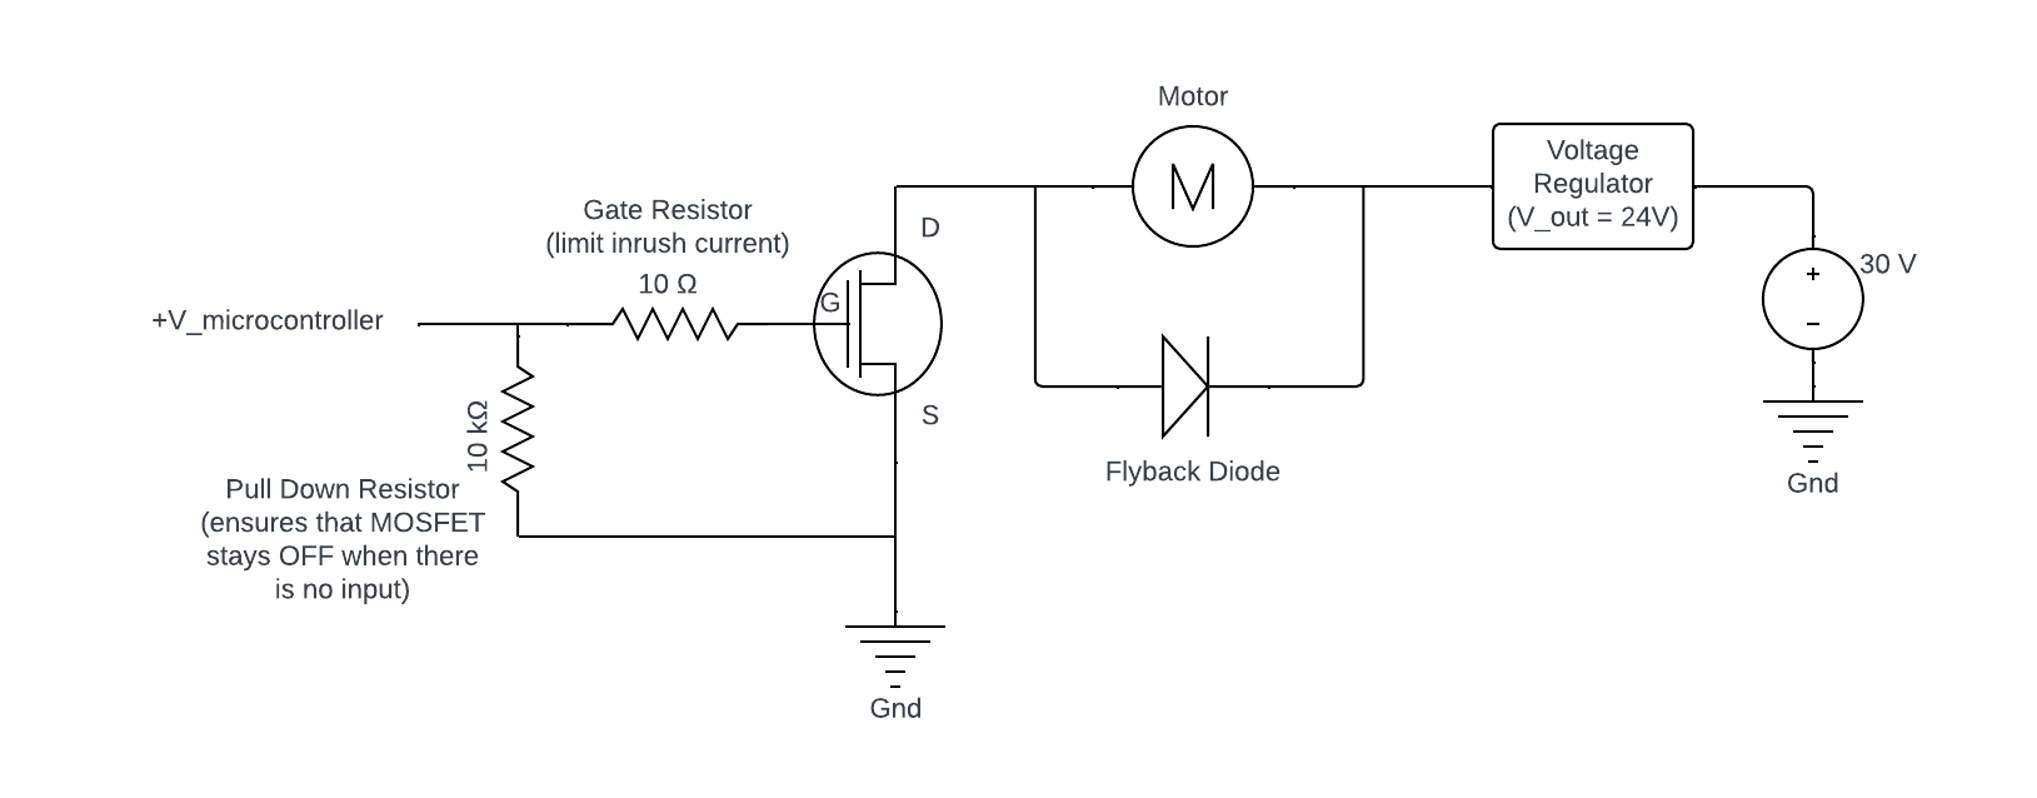 Motor
M
Voltage
Regulator
(V_out = 24V)
30 V
+
−
Gnd
Gate Resistor
(limit inrush current)
10 Ω
D
G
S
+V_microcontroller
10 kΩ
Pull Down Resistor
(ensures that MOSFET
stays OFF when there
is no input)
Flyback Diode
Gnd